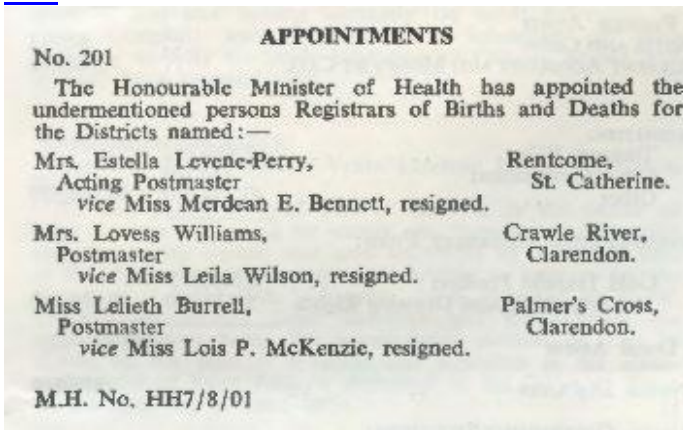 APPOINTMENTS
No. 201
The Honourable Minister of Health has appointed the
undermentioned persons Registrars of Births and Deaths for
the Districts named:—
Mrs. Estella Levene-Perry, Rentcome,
Acting Postmaster St. Catherine.
vice Miss Merdean E. Bennett, resigned.
Mrs. Lovess Williams, Crawle River,
Postmaster Clarendon.
vice Miss Leila Wilson, resigned.
Miss Lelieth Burrell, Palmer's Cross,
Postmaster Clarendon.
vice Miss Lois P. McKenzie, resigned.
M.H. No. HH7/8/01